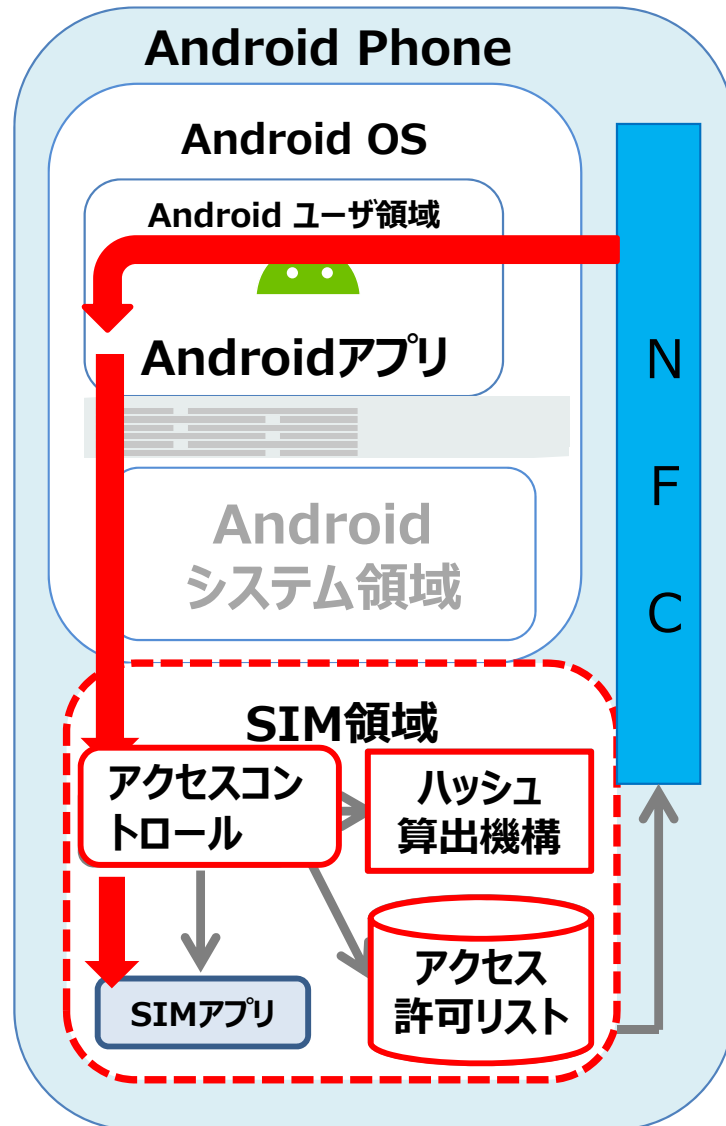 Android Phone
Android OS
Android ユーザ領域
Androidアプリ
N
F
C
Android
システム領域
SIM領域
アクセスコン
トロール
ハッシュ
算出機構
SIMアプリ
アクセス
許可リスト